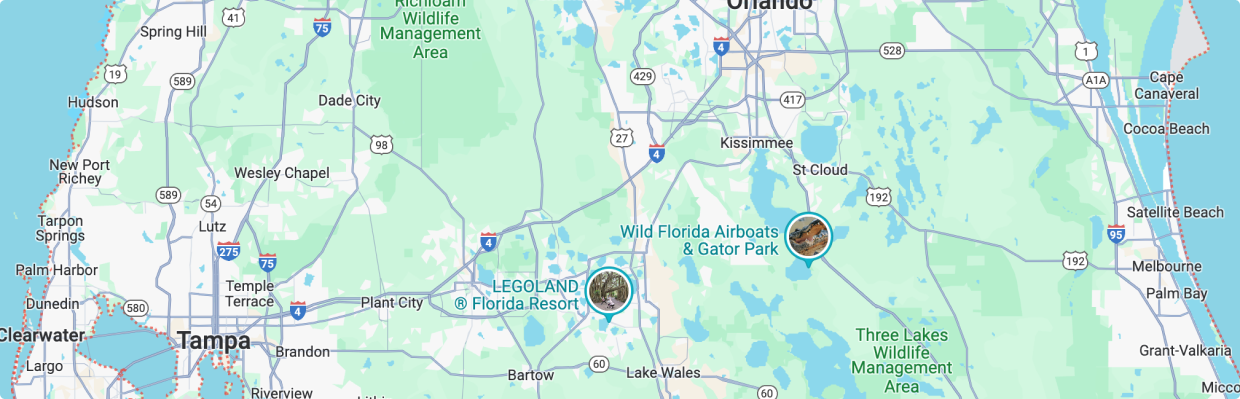 Richloam
Wildlife
Management
Area
Orlando
41
75
Spring Hill
4
528
1
19
589
429
A1A
Cape
Canaveral
Hudson
Dade City
417
Cocoa Beach
27
98
4
Kissimmee
New Port
Richey
Wesley Chapel
St Cloud
589
54
192
Tarpon
Springs
Lutz
Satellite Beach
275
75
4
Wild Florida Airboats
& Gator Park
95
192
Palm Harbor
Melbourne
Temple
Terrace
LEGOLAND
® Florida Resort
Palm Bay
Dunedin
580
4
Plant City
Clearwater
Tampa
Three Lakes
Wildlife
Management
Area
Brandon
Grant-Valkaria
Largo
60
Bartow
Lake Wales
Riverview
60
Micco